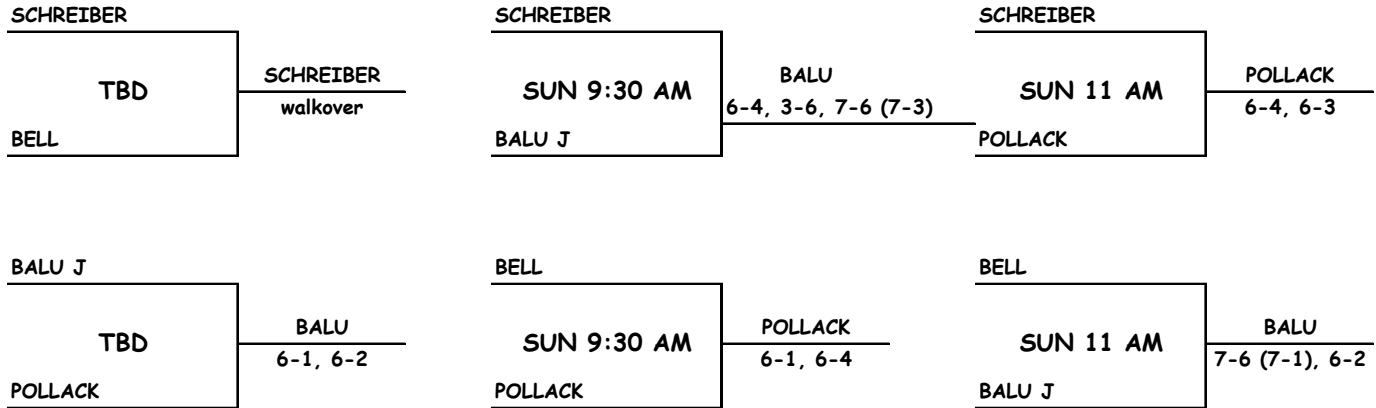 SCHREIBER
TBD
BELL
SCHREIBER
walkover
SCHREIBER
SUN 9:30 AM
BALU J
BALU
6-4, 3-6, 7-6 (7-3)
SCHREIBER
SUN 11 AM
POLLACK
POLLACK
6-4, 6-3
BALU J
TBD
POLLACK
BALU
6-1, 6-2
BELL
SUN 9:30 AM
POLLACK
POLLACK
6-1, 6-4
BELL
SUN 11 AM
BALU J
BALU
7-6 (7-1), 6-2